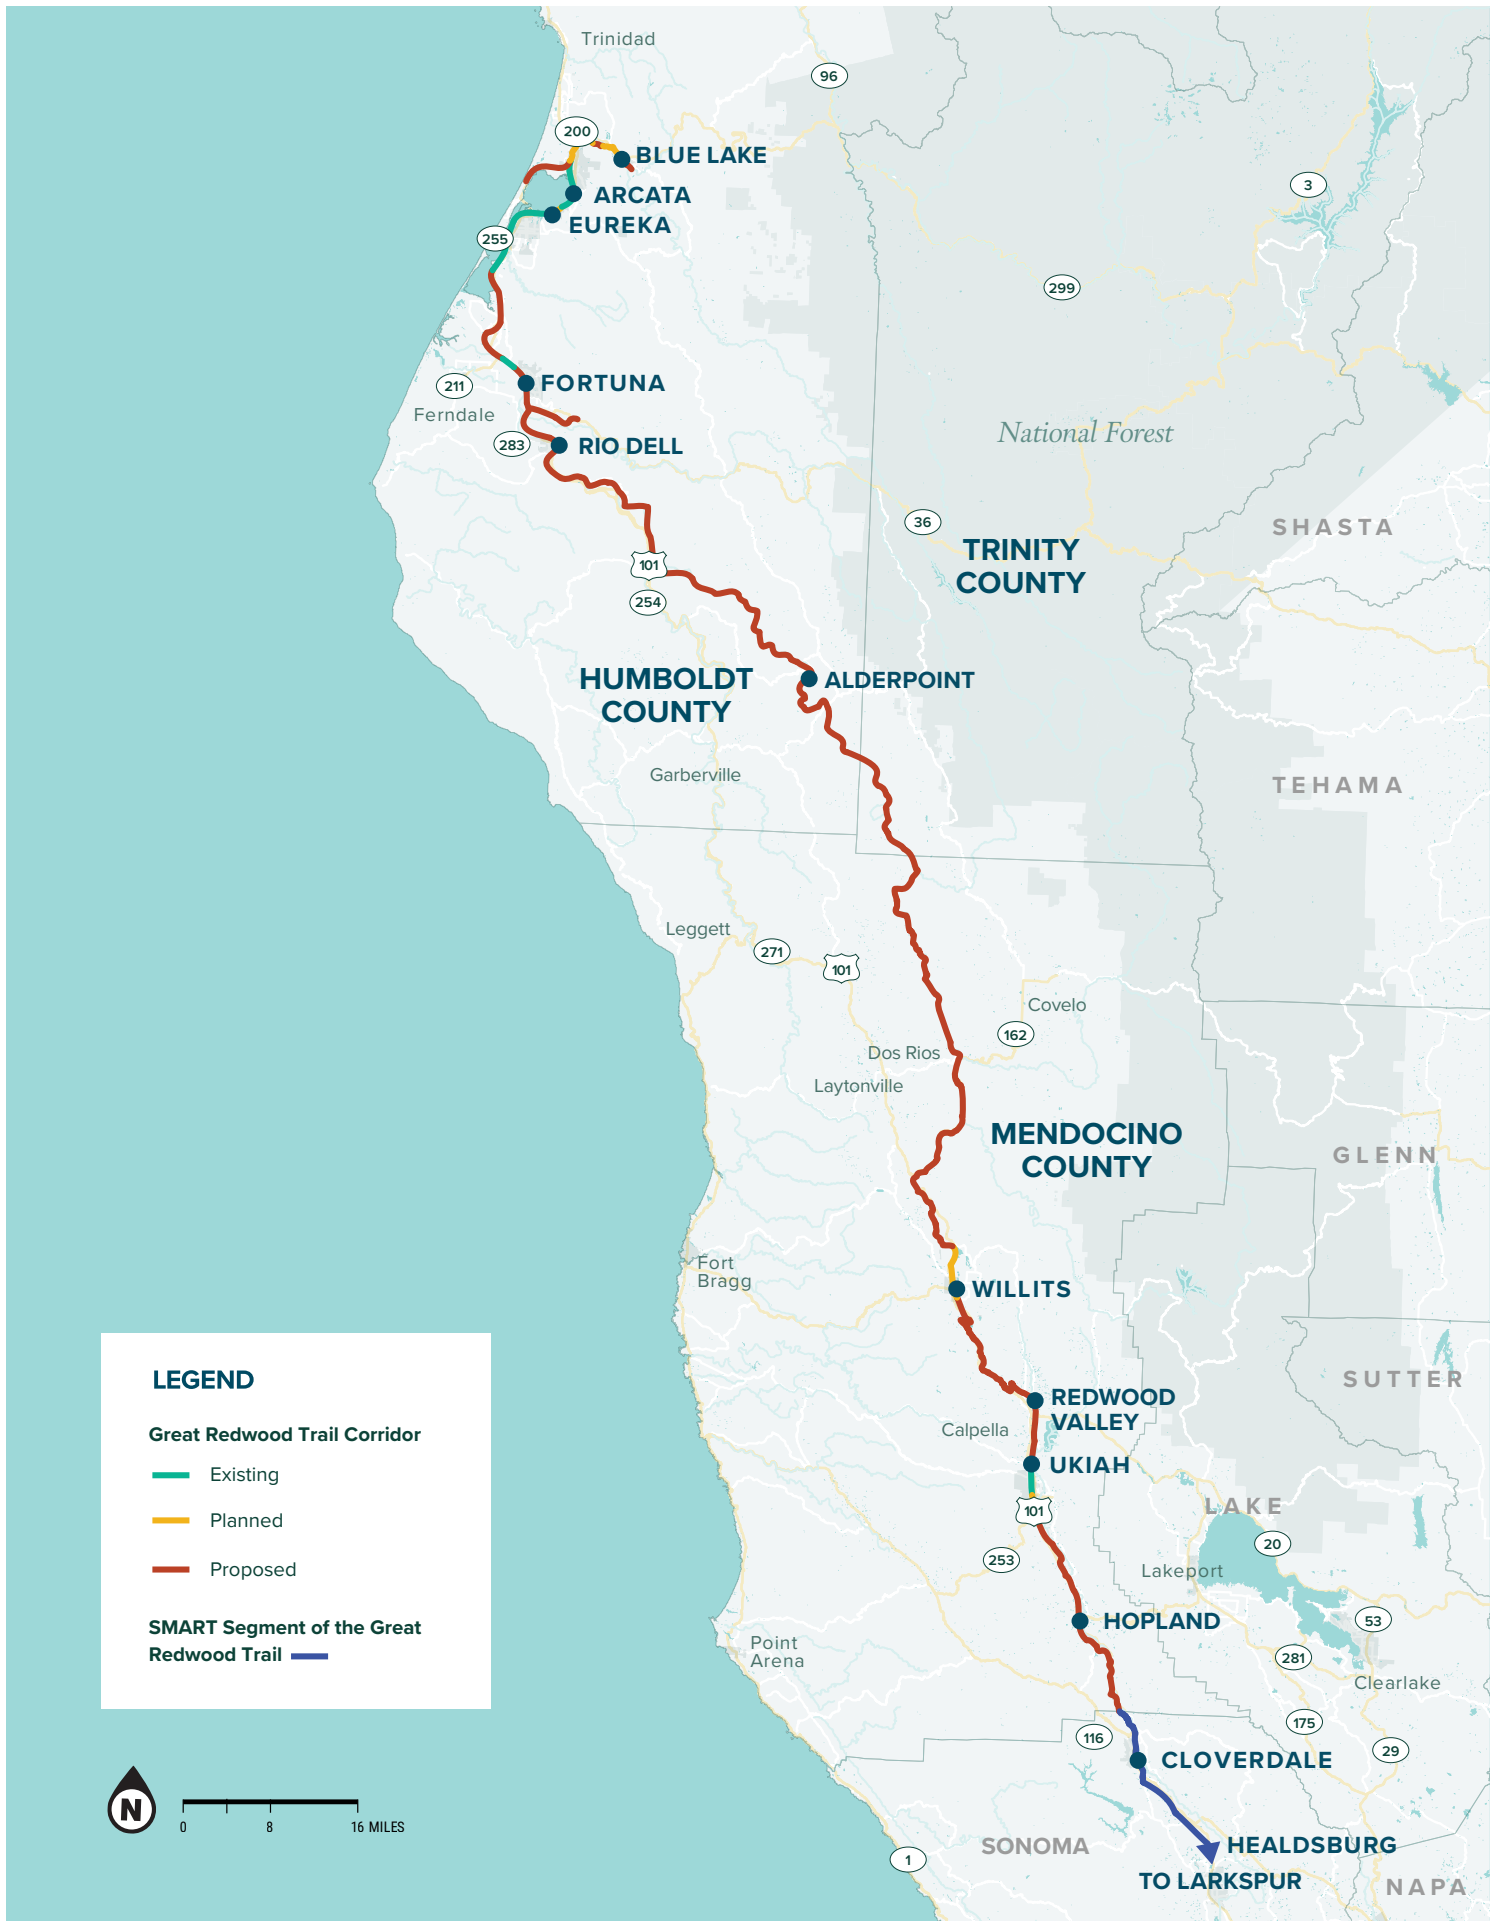 Trinidad
96
200
BLUE LAKE
3
ARCATA
EUREKA
255
299
FORTUNA
211
Ferndale
National Forest
283
RIO DELL
36
SHASTA
TRINITY
COUNTY
101
254
HUMBOLDT
COUNTY
ALDERPOINT
Garberville
TEHAMA
Leggett
271
101
Covelo
162
Dos Rios
Laytonville
MENDOCINO
COUNTY
GLENN
Fort
Bragg
WILLITS
SUTTER
REDWOOD
VALLEY
Calpella
UKIAH
LAKE
101
20
253
Lakeport
HOPLAND
53
Point
Arena
281
Clearlake
175
116
29
CLOVERDALE
SONOMA
HEALDSBURG
1
TO LARKSPUR
NAPA
LEGEND
Great Redwood Trail Corridor
Existing
Planned
Proposed
SMART Segment of the Great
Redwood Trail
N
0 8 16 MILES